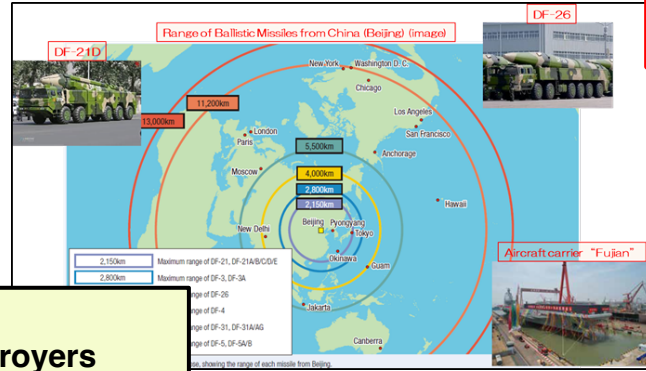 DF-26
Range of Ballistic Missiles from China (Beijing) (image)
DF-21D
New York
Washington D. C.
Chicago
11,200km
13,000km
Los Angeles
San Francisco
London
Paris
5,500km
Anchorage
Moscow
4,000km
2,800km
2,150km
Hawaii
Beijing
Pyongyang
Tokyo
New Delhi
Okinawa
Guam
Aircraft carrier “Fujian”
2,150km Maximum range of DF-21, DF-21A/B/C/D/E
2,800km Maximum range of DF-3, DF-3A
range of DF-26
range of DF-4
range of DF-31, DF-31A/AG
range of DF-5, DF-5A/B
Jakarta
Canberra
royers
showing the range of each missile from Beijing.